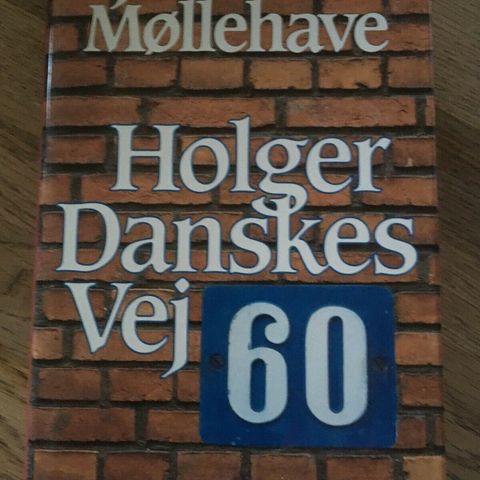 Møllehave
Holger
Danskes
Vej 60